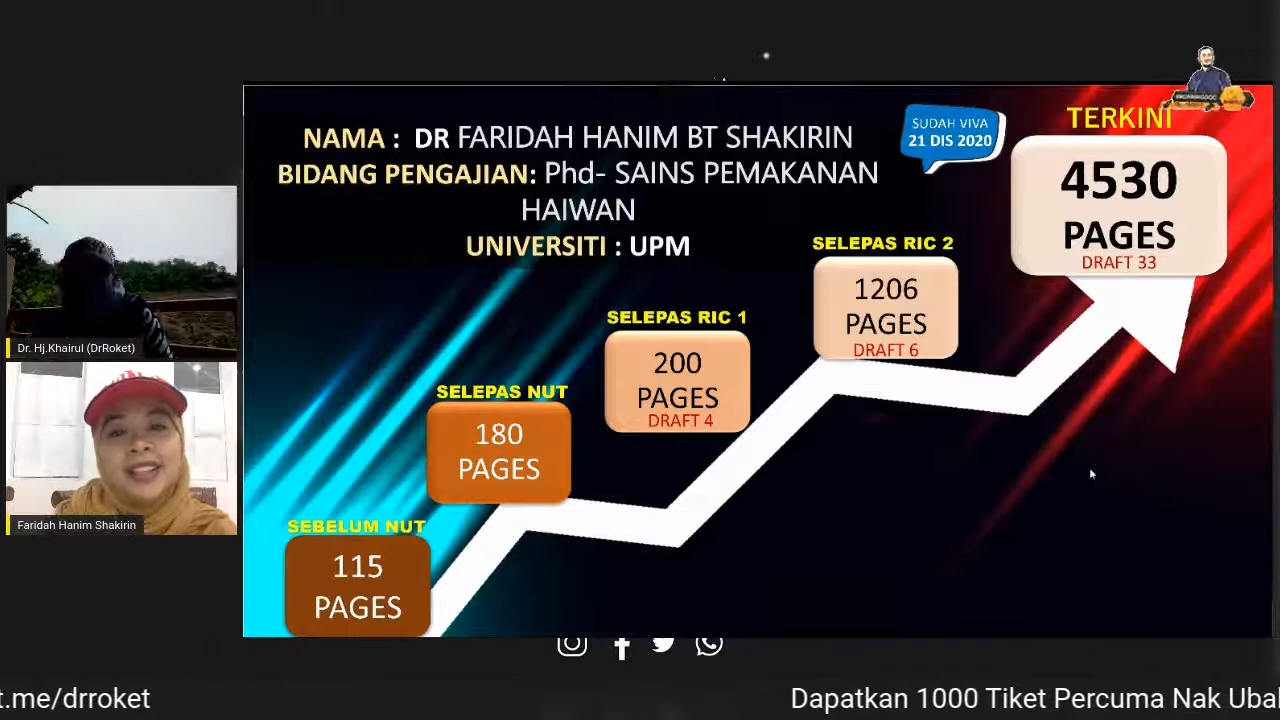 NAMA : DR FARIDAH HANIM BT SHAKIRIN
BIDANG PENGAJIAN: Phd- SAINS PEMAKANAN
HAIWAN
UNIVERSITI : UPM
SUDAH VIVA
21 DIS 2020
TERKINI
4530
PAGES
DRAFT 33
SELEPAS RIC 2
1206
PAGES
DRAFT 6
SELEPAS RIC 1
200
PAGES
DRAFT 4
SELEPAS NUT
180
PAGES
SEBELUM NUT
115
PAGES
Dr. Hj.Khairul (DrRoket)
Faridah Hanim Shakirin
t.me/drroket
Dapatkan 1000 Tiket Percuma Nak Ubah